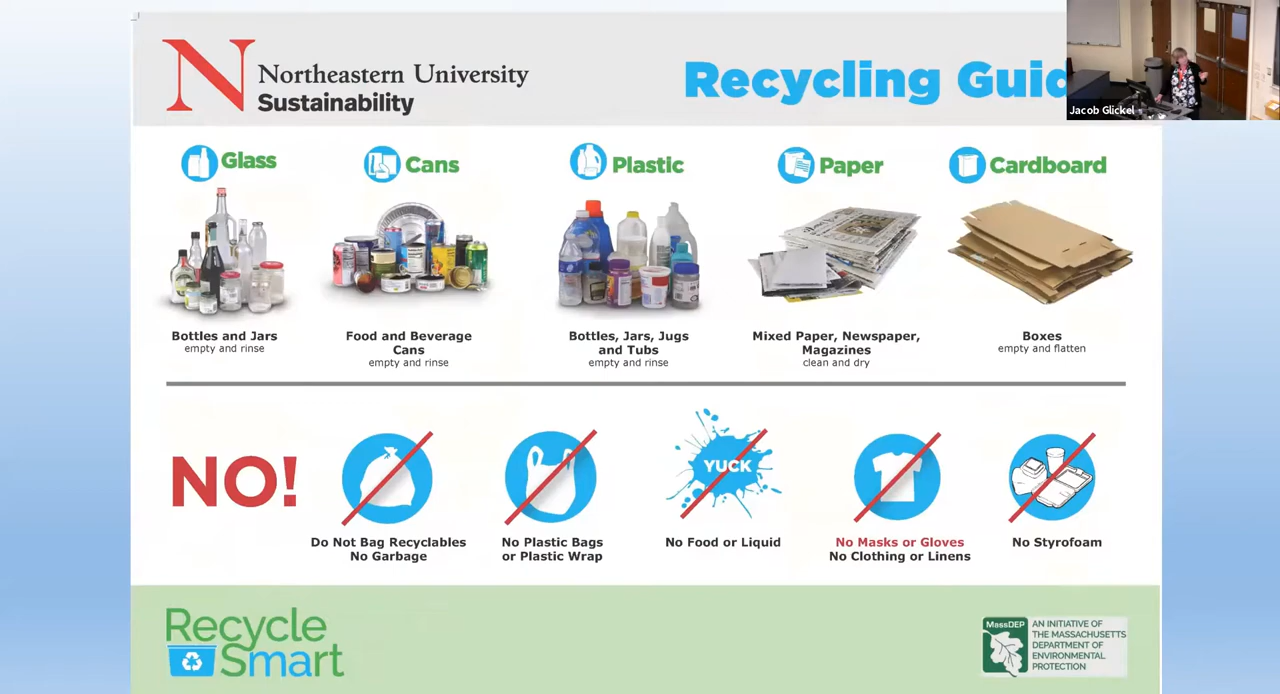 Northeastern University
Sustainability
Recycling Guid
Jacob Glickel
Glass
Cans
Plastic
Paper
Cardboard
Bottles and Jars
empty and rinse
Food and Beverage
Cans
empty and rinse
Bottles, Jars, Jugs
and Tubs
empty and rinse
Mixed Paper, Newspaper,
Magazines
clean and dry
Boxes
empty and flatten
NO!
Do Not Bag Recyclables
No Garbage
No Plastic Bags
or Plastic Wrap
YUCK
No Food or Liquid
No Masks or Gloves
No Clothing or Linens
No Styrofoam
Recycle
Smart
MassDEP
AN INITIATIVE OF
THE MASSACHUSETTS
DEPARTMENT OF
ENVIRONMENTAL
PROTECTION